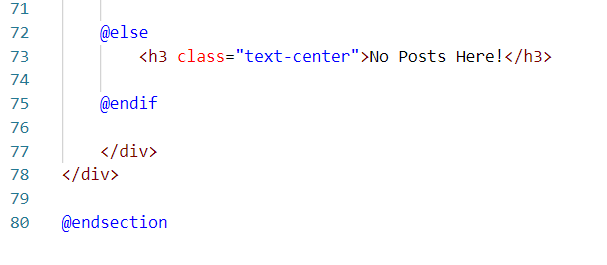 71
72 @else
73 <h3 class="text-center">No Posts Here!</h3>
74
75 @endif
76
77 </div>
78 </div>
79
80 @endsection